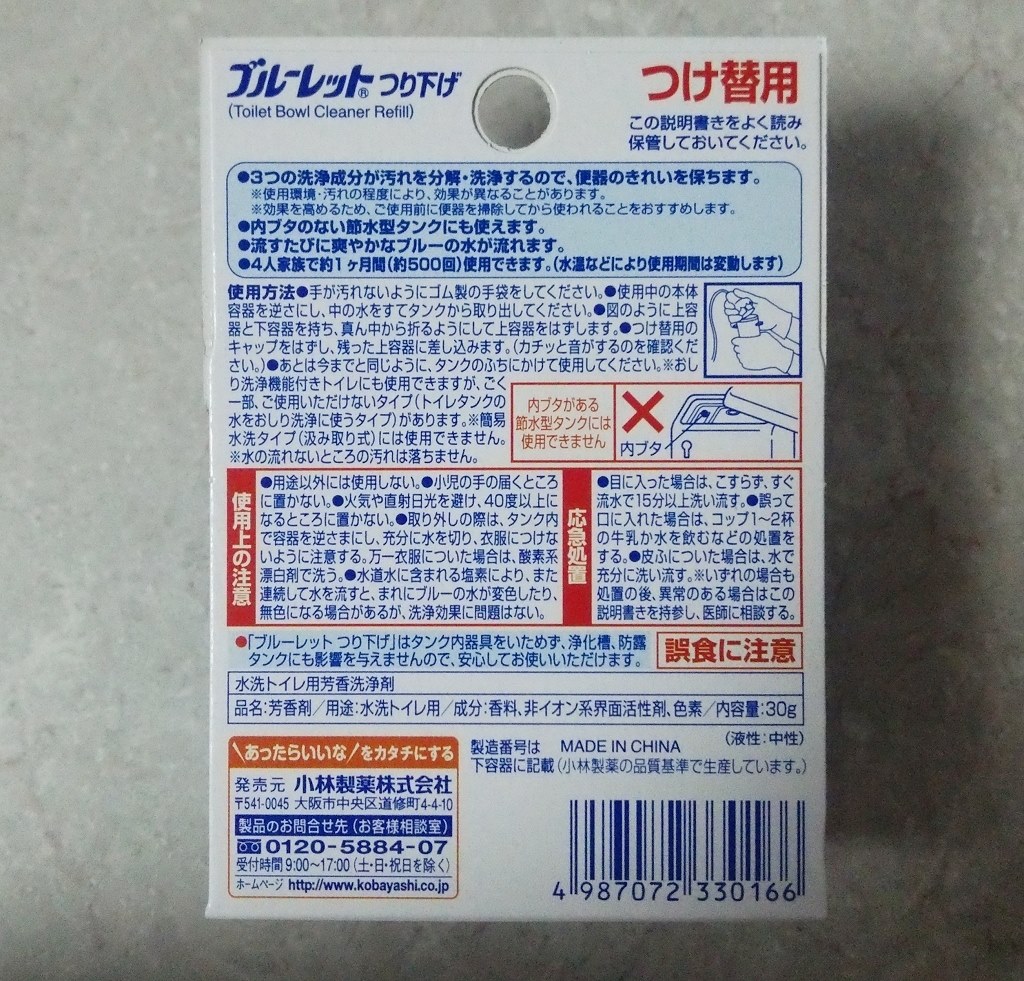 ブルーレット® つり下げ
(Toilet Bowl Cleaner Refill)
つけ替用
この説明書きをよく読み
保管しておいてください。
●3つの洗浄成分が汚れを分解・洗浄するので、便器のきれいを保ちます。
※使用環境・汚れの程度により、効果が異なることがあります。
※効果を高めるため、ご使用前に便器を掃除してから使われることをおすすめします。
●内ブタのない節水型タンクにも使えます。
●流すたびに爽やかなブルーの水が流れます。
●4人家族で約1ヶ月間(約500回)使用できます。(水温などにより使用期間は変動します)
使用方法●手が汚れないようにゴム製の手袋をしてください。●使用中の本体
容器を逆さにし、中の水をすてタンクから取り出してください。●図のように上容
器と下容器を持ち、真ん中から折るようにして上容器をはずします。●つけ替用の
キャップをはずし、残った上容器に差し込みます。(カチッと音がするのを確認くだ
さい。)●あとは今までと同じように、タンクのふちにかけて使用してください。※おし
り洗浄機能付きトイレにも使用できますが、ごく
一部、ご使用いただけないタイプ(トイレタンクの
水をおしり洗浄に使うタイプ)があります。※簡易
水洗タイプ(汲み取り式)には使用できません。
※水の流れないところの汚れは落ちません。
内ブタがある
節水型タンクには
使用できません
内ブタ
使用上の注意
●用途以外には使用しない。●小児の手の届くところ
に置かない。●火気や直射日光を避け、40度以上に
なるところに置かない。●取り外しの際は、タンク内
で容器を逆さまにし、充分に水を切り、衣服につけな
いように注意する。万一衣服についた場合は、酸素系
漂白剤で洗う。●水道水に含まれる塩素により、また
連続して水を流すと、まれにブルーの水が変色したり、
無色になる場合があるが、洗浄効果に問題はない。
応急処置
●目に入った場合は、こすらず、すぐ
流水で15分以上洗い流す。●誤って
口に入れた場合は、コップ1〜2杯
の牛乳か水を飲むなどの処置を
する。●皮ふについた場合は、水で
充分に洗い流す。※いずれの場合も
処置の後、異常のある場合はこの
説明書きを持参し、医師に相談する。
●「ブルーレット つり下げ」はタンク内器具をいためず、浄化槽、防露
タンクにも影響を与えませんので、安心してお使いいただけます。
誤食に注意
水洗トイレ用芳香洗浄剤
品名:芳香剤/用途:水洗トイレ用/成分:香料、非イオン系界面活性剤、色素/内容量:30g
(液性:中性)
\あったらいいな/をカタチにする
発売元 小林製薬株式会社
〒541-0045 大阪市中央区道修町4-4-10
製品のお問合せ先(お客様相談室)
0120-5884-07
受付時間 9:00〜17:00(土・日・祝日を除く)
ホームページ http://www.kobayashi.co.jp
製造番号は MADE IN CHINA
下容器に記載(小林製薬の品質基準で生産しています。)
4 987072 330166